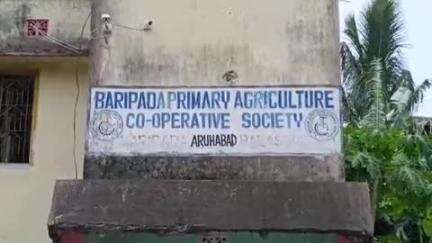 BARIPADA PRIMARY AGRICULTURE
CO-OPERATIVE SOCIETY
ARUHABAD